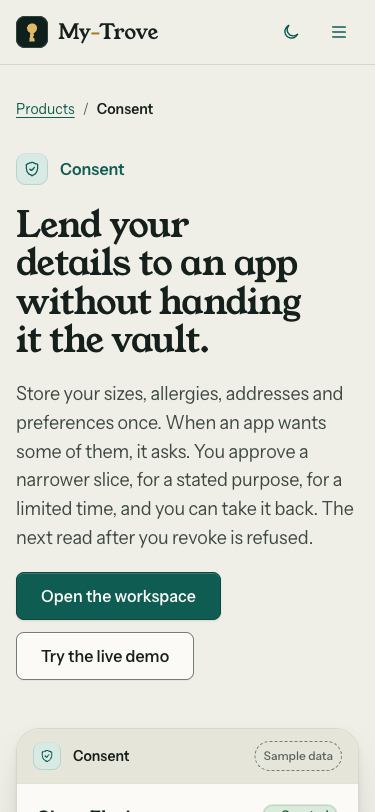 My-Trove
Products / Consent
Consent
Lend your
details to an app
without handing
it the vault.
Store your sizes, allergies, addresses and
preferences once. When an app wants
some of them, it asks. You approve a
narrower slice, for a stated purpose, for a
limited time, and you can take it back. The
next read after you revoke is refused.
Open the workspace
Try the live demo
Consent
Sample data